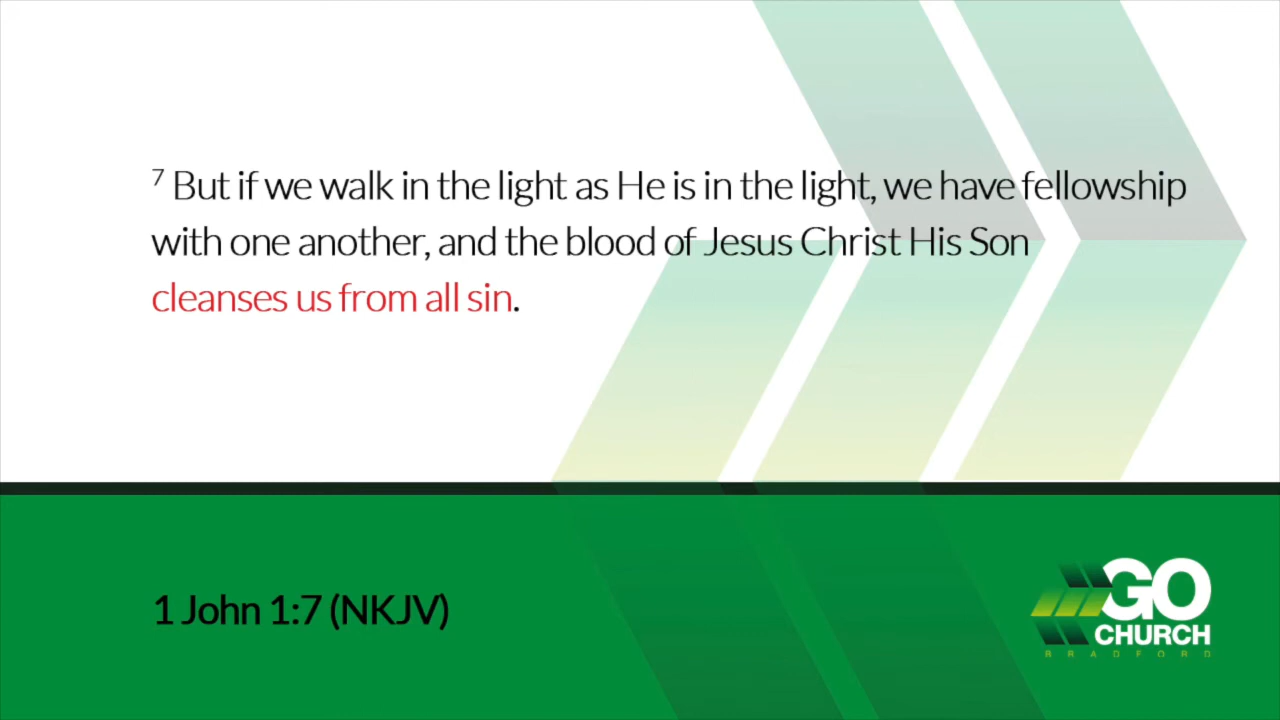 7 But if we walk in the light as He is in the light, we have fellowship
with one another, and the blood of Jesus Christ His Son
cleanses us from all sin.
1 John 1:7 (NKJV)
GO
CHURCH
BRADFORD